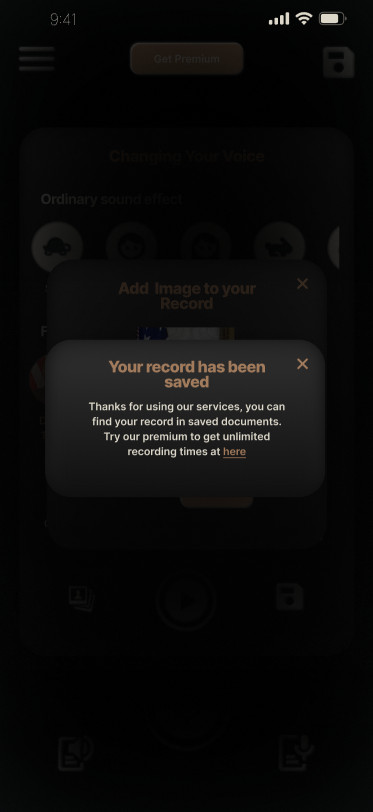 9:41
Get Premium
Changing Your Voice
Ordinary sound effect
Add Image to your
Record
Your record has been
saved
Thanks for using our services, you can
find your record in saved documents.
Try our premium to get unlimited
recording times at here